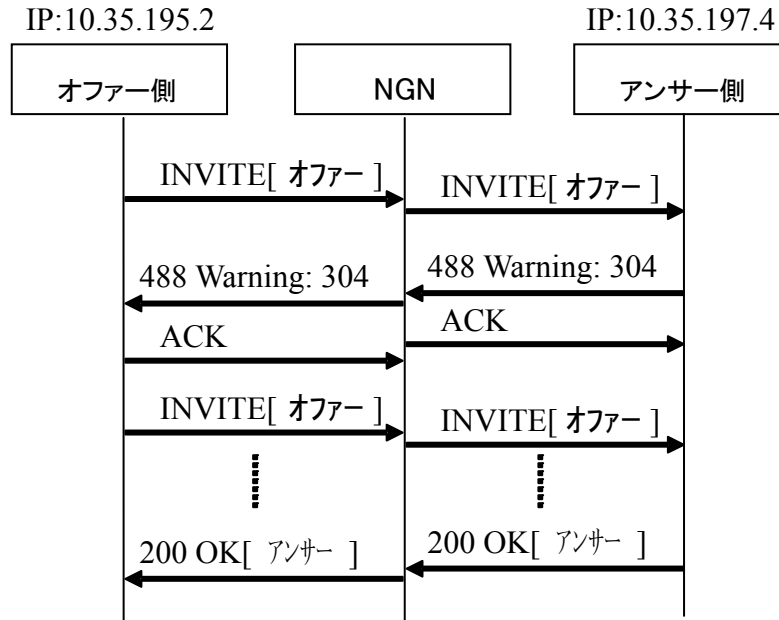 IP:10.35.195.2
IP:10.35.197.4
オファー側
NGN
アンサー側
INVITE[ オファー ]
INVITE[ オファー ]
488 Warning: 304
488 Warning: 304
ACK
ACK
INVITE[ オファー ]
INVITE[ オファー ]
200 OK[ アンサー ]
200 OK[ アンサー ]